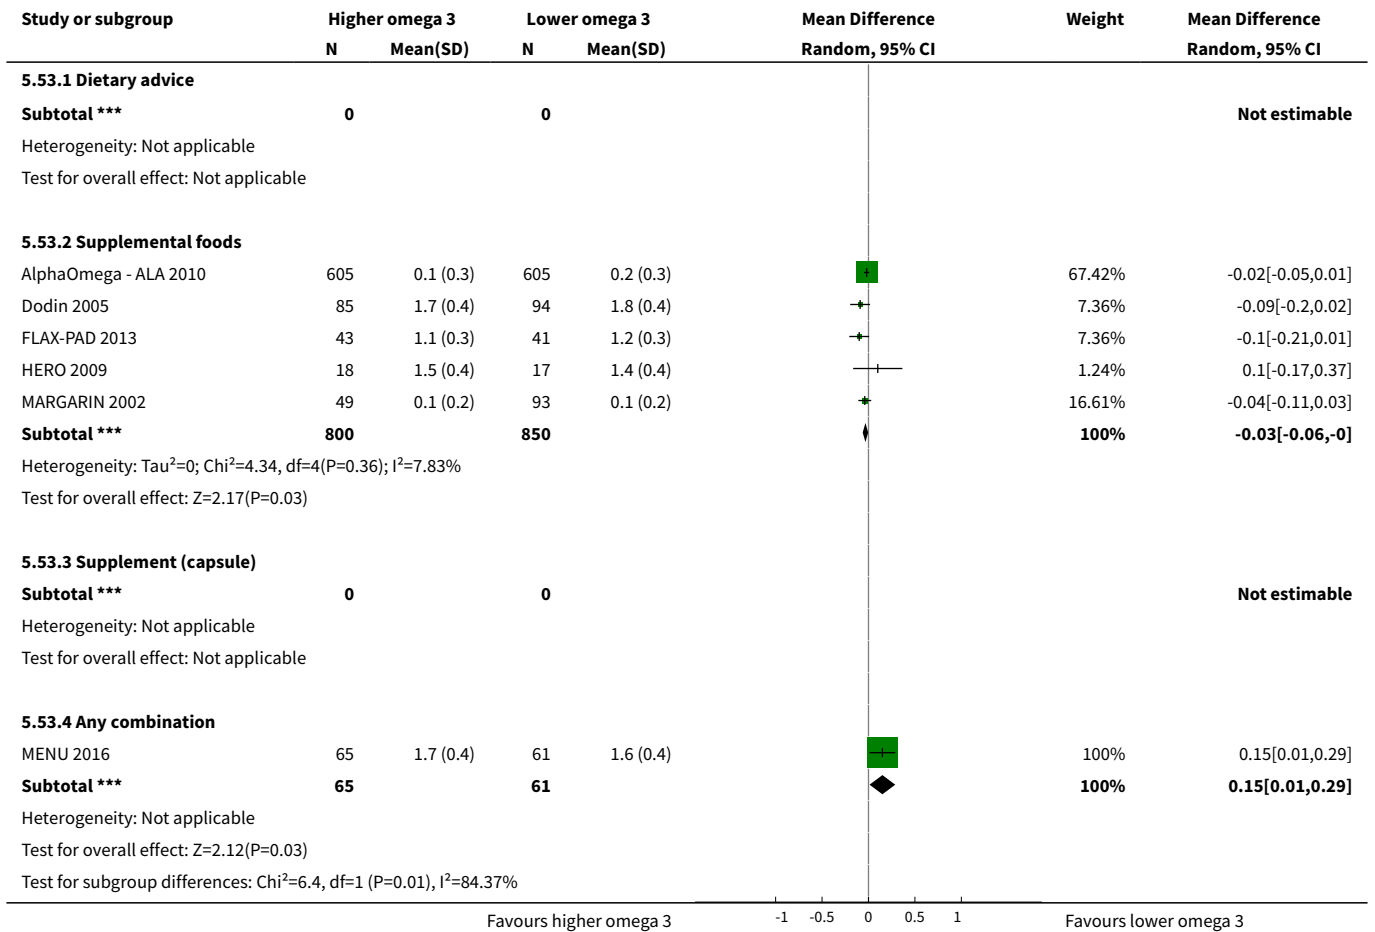 Study or subgroup Higher omega 3 Lower omega 3 Mean Difference Weight Mean Difference
N Mean(SD) N Mean(SD) Random, 95% CI Random, 95% CI
5.53.1 Dietary advice
Subtotal *** 0 0 Not estimable
Heterogeneity: Not applicable
Test for overall effect: Not applicable
5.53.2 Supplemental foods
AlphaOmega - ALA 2010 605 0.1 (0.3) 605 0.2 (0.3) 67.42% -0.02[-0.05,0.01]
Dodin 2005 85 1.7 (0.4) 94 1.8 (0.4) 7.36% -0.09[-0.2,0.02]
FLAX-PAD 2013 43 1.1 (0.3) 41 1.2 (0.3) 7.36% -0.1[-0.21,0.01]
HERO 2009 18 1.5 (0.4) 17 1.4 (0.4) 1.24% 0.1[-0.17,0.37]
MARGARIN 2002 49 0.1 (0.2) 93 0.1 (0.2) 16.61% -0.04[-0.11,0.03]
Subtotal *** 800 850 100% -0.03[-0.06,-0]
Heterogeneity: Tau²=0; Chi²=4.34, df=4(P=0.36); I²=7.83%
Test for overall effect: Z=2.17(P=0.03)
5.53.3 Supplement (capsule)
Subtotal *** 0 0 Not estimable
Heterogeneity: Not applicable
Test for overall effect: Not applicable
5.53.4 Any combination
MENU 2016 65 1.7 (0.4) 61 1.6 (0.4) 100% 0.15[0.01,0.29]
Subtotal *** 65 61 100% 0.15[0.01,0.29]
Heterogeneity: Not applicable
Test for overall effect: Z=2.12(P=0.03)
Test for subgroup differences: Chi²=6.4, df=1 (P=0.01), I²=84.37%
Favours higher omega 3 -1 -0.5 0 0.5 1 Favours lower omega 3